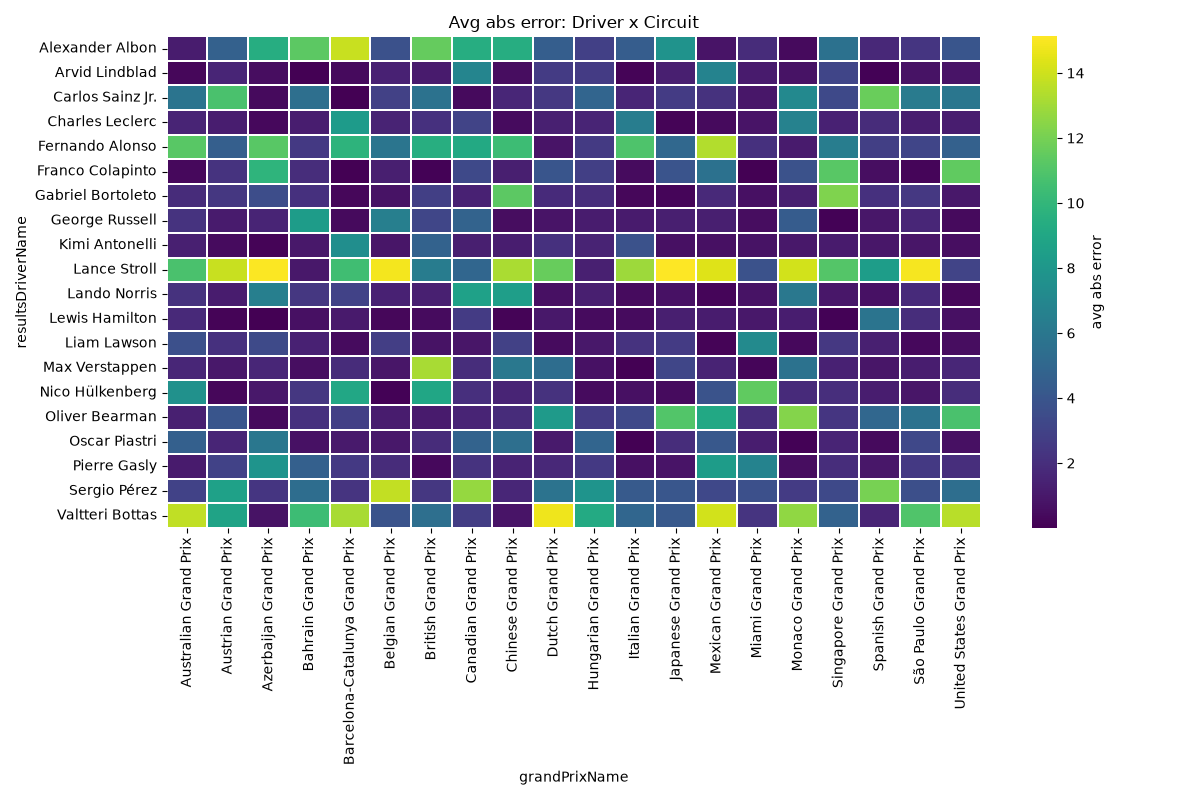 Avg abs error: Driver x Circuit
resultsDriverName
Alexander Albon
Arvid Lindblad
Carlos Sainz Jr.
Charles Leclerc
Fernando Alonso
Franco Colapinto
Gabriel Bortoleto
George Russell
Kimi Antonelli
Lance Stroll
Lando Norris
Lewis Hamilton
Liam Lawson
Max Verstappen
Nico Hülkenberg
Oliver Bearman
Oscar Piastri
Pierre Gasly
Sergio Pérez
Valtteri Bottas
Australian Grand Prix
Austrian Grand Prix
Azerbaijan Grand Prix
Bahrain Grand Prix
Barcelona-Catalunya Grand Prix
Belgian Grand Prix
British Grand Prix
Canadian Grand Prix
Chinese Grand Prix
Dutch Grand Prix
Hungarian Grand Prix
Italian Grand Prix
Japanese Grand Prix
Mexican Grand Prix
Miami Grand Prix
Monaco Grand Prix
Singapore Grand Prix
Spanish Grand Prix
São Paulo Grand Prix
United States Grand Prix
grandPrixName
14
12
10
8
6
4
2
avg abs error